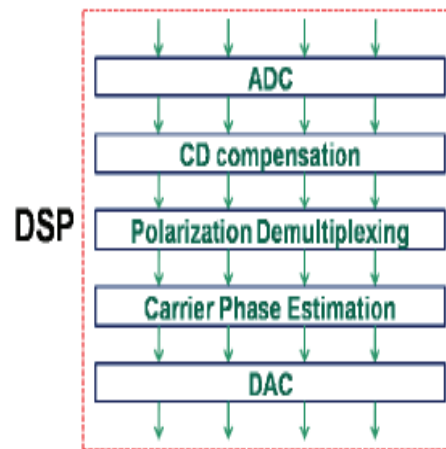 ADC
CD compensation
DSP
Polarization Demultiplexing
Carrier Phase Estimation
DAC